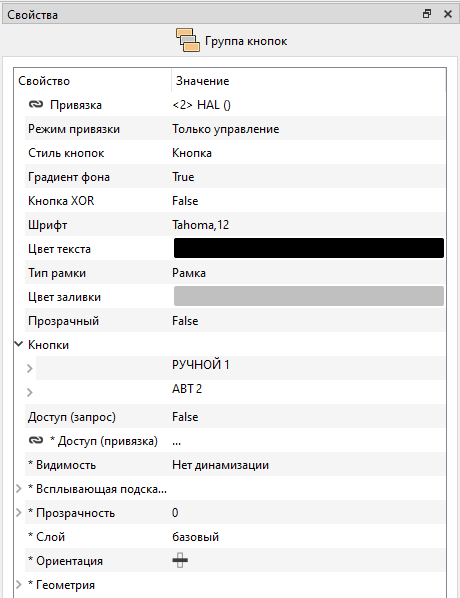 Свойства
Группа кнопок
Свойство Значение
Привязка <2> HAL ()
Режим привязки Только управление
Стиль кнопок Кнопка
Градиент фона True
Кнопка XOR False
Шрифт Tahoma,12
Цвет текста
Тип рамки Рамка
Цвет заливки
Прозрачный False
Кнопки
РУЧНОЙ 1
АВТ 2
Доступ (запрос) False
* Доступ (привязка) ...
* Видимость Нет динамизации
* Всплывающая подска...
* Прозрачность 0
* Слой базовый
* Ориентация
* Геометрия